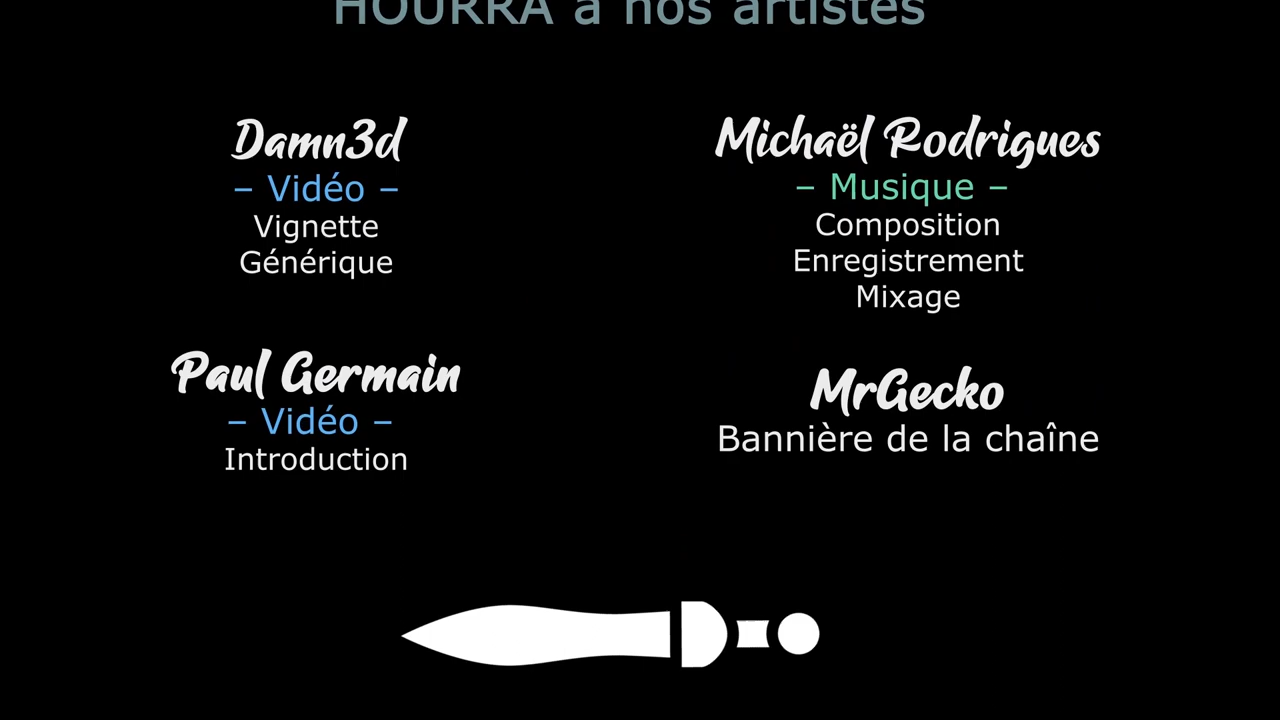 HOURRA à nos artistes
Damn3d
– Vidéo –
Vignette
Générique
Michaël Rodrigues
– Musique –
Composition
Enregistrement
Mixage
Paul Germain
– Vidéo –
Introduction
MrGecko
Bannière de la chaîne